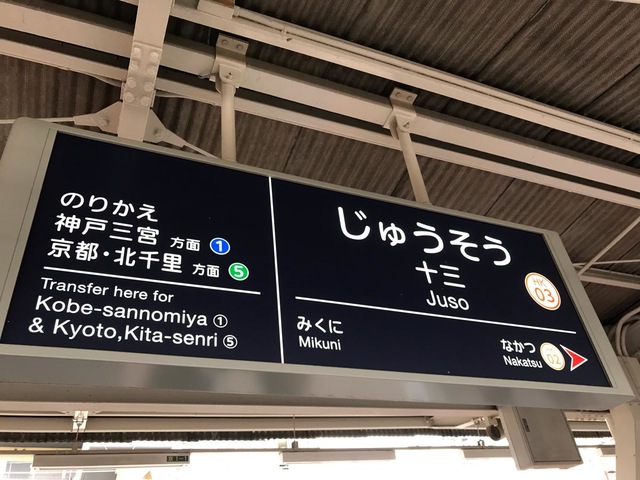 のりかえ
神戸三宮 方面 1
京都・北千里 方面 5
Transfer here for
Kobe-sannomiya ①
& Kyoto,Kita-senri ⑤
じゅうそう
十三
Juso
HK
03
みくに
Mikuni
なかつ
Nakatsu
02